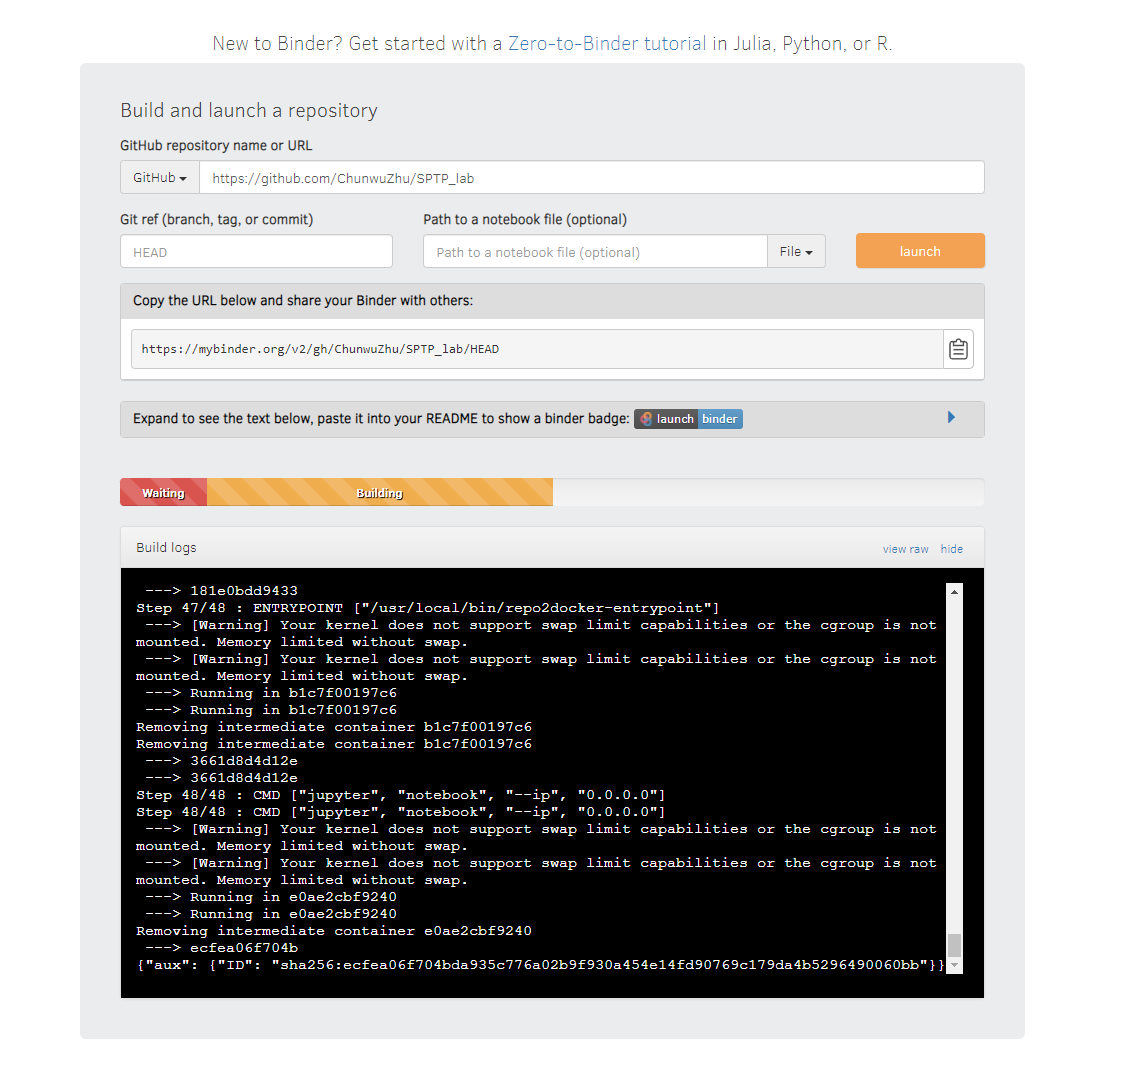 New to Binder? Get started with a Zero-to-Binder tutorial in Julia, Python, or R.
Build and launch a repository
GitHub repository name or URL
GitHub
https://github.com/ChunwuZhu/SPTP_lab
Git ref (branch, tag, or commit)
Path to a notebook file (optional)
HEAD
Path to a notebook file (optional)
File
launch
Copy the URL below and share your Binder with others:
https://mybinder.org/v2/gh/ChunwuZhu/SPTP_lab/HEAD
Expand to see the text below, paste it into your README to show a binder badge: launch binder
Waiting
Building
Build logs
view raw
hide
---> 181e0bdd9433
Step 47/48 : ENTRYPOINT ["/usr/local/bin/repo2docker-entrypoint"]
---> [Warning] Your kernel does not support swap limit capabilities or the cgroup is not
mounted. Memory limited without swap.
---> [Warning] Your kernel does not support swap limit capabilities or the cgroup is not
mounted. Memory limited without swap.
---> Running in b1c7f00197c6
---> Running in b1c7f00197c6
Removing intermediate container b1c7f00197c6
Removing intermediate container b1c7f00197c6
---> 3661d8d4d12e
---> 3661d8d4d12e
Step 48/48 : CMD ["jupyter", "notebook", "--ip", "0.0.0.0"]
Step 48/48 : CMD ["jupyter", "notebook", "--ip", "0.0.0.0"]
---> [Warning] Your kernel does not support swap limit capabilities or the cgroup is not
mounted. Memory limited without swap.
---> [Warning] Your kernel does not support swap limit capabilities or the cgroup is not
mounted. Memory limited without swap.
---> Running in e0ae2cbf9240
---> Running in e0ae2cbf9240
Removing intermediate container e0ae2cbf9240
---> ecfea06f704b
{"aux": {"ID": "sha256:ecfea06f704bda935c776a02b9f930a454e14fd90769c179da4b5296490060bb"}}